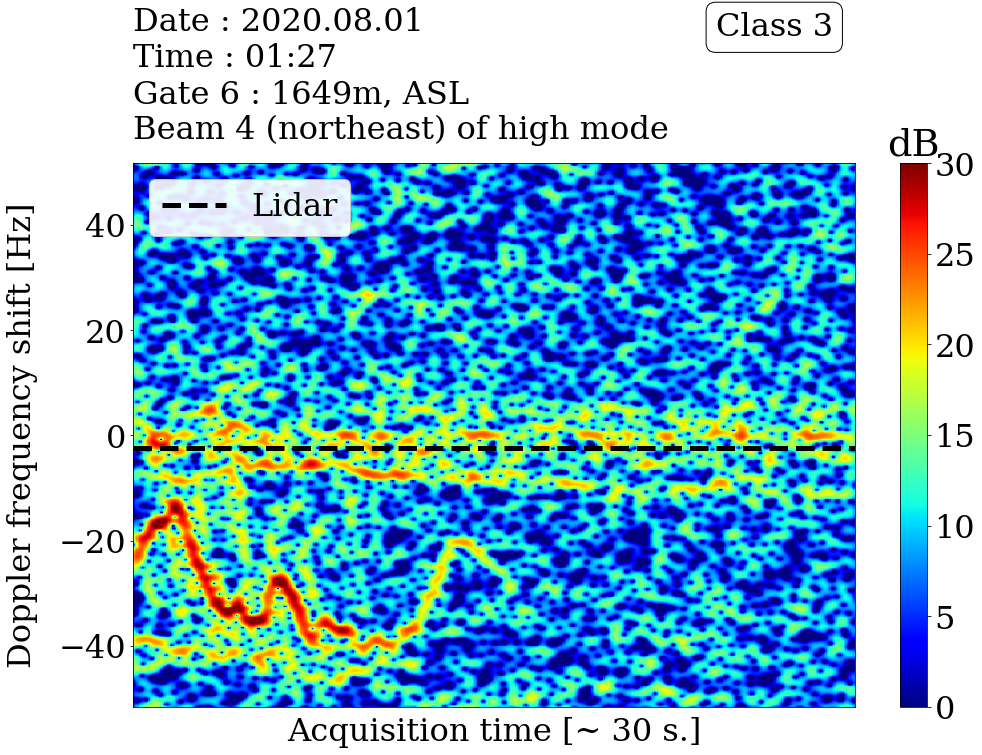 Date : 2020.08.01
Time : 01:27
Gate 6 : 1649m, ASL
Beam 4 (northeast) of high mode
Class 3
dB
Lidar
Doppler frequency shift [Hz]
40
20
0
−20
−40
Acquisition time [~ 30 s.]
30
25
20
15
10
5
0